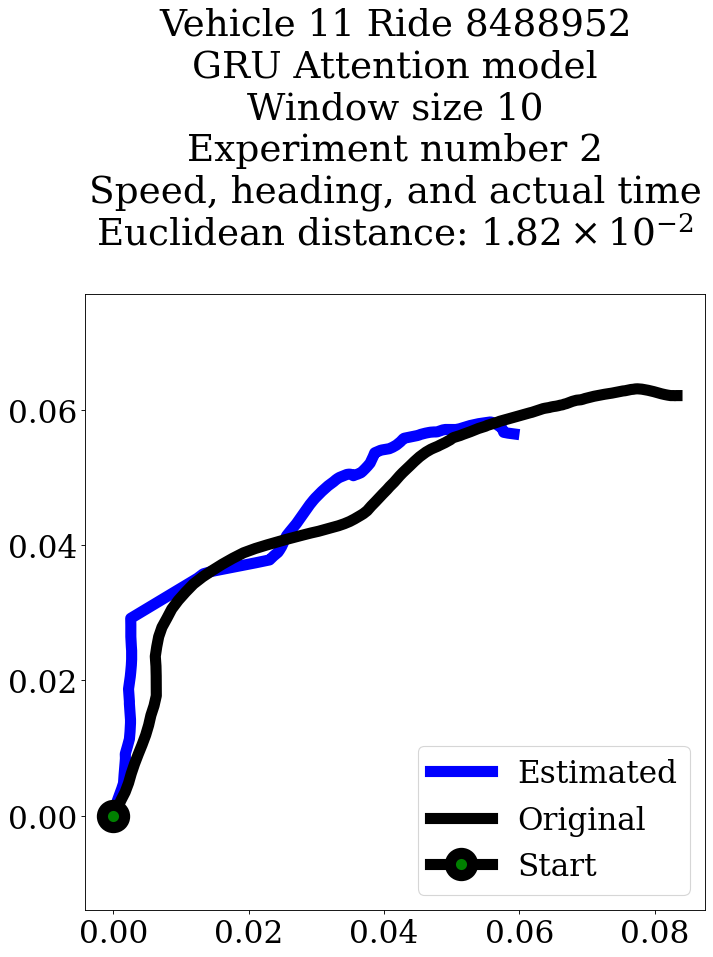 Vehicle 11 Ride 8488952
GRU Attention model
Window size 10
Experiment number 2
Speed, heading, and actual time
Euclidean distance: 1.82 × 10⁻²
0.06
0.04
0.02
0.00
Estimated
Original
Start
0.00 0.02 0.04 0.06 0.08